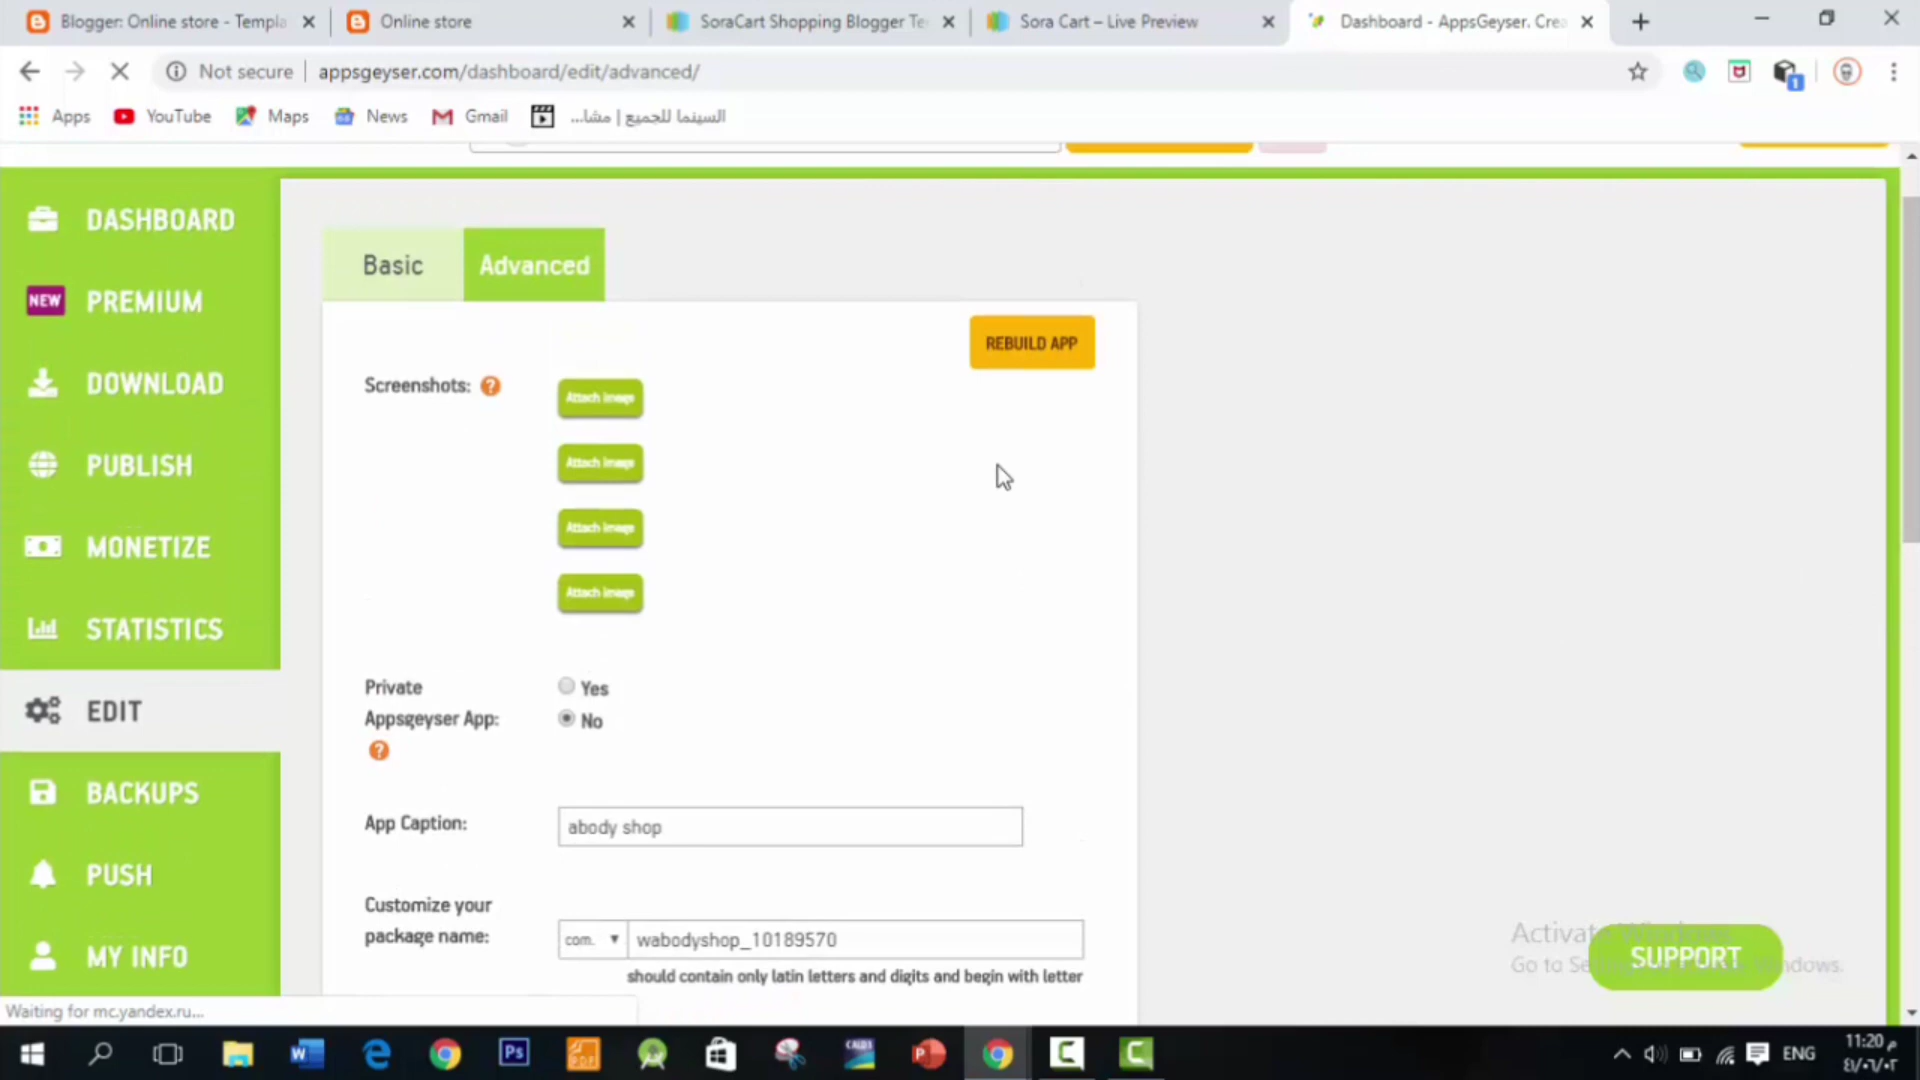 Blogger: Online store - Templa
Online store
SoraCart Shopping Blogger Te
Sora Cart – Live Preview
Dashboard - AppsGeyser. Crea
Not secure
appsgeyser.com/dashboard/edit/advanced/
1
Apps
YouTube
Maps
News
Gmail
السينما للجميع | مشا...
DASHBOARD
NEW PREMIUM
DOWNLOAD
PUBLISH
MONETIZE
STATISTICS
EDIT
BACKUPS
PUSH
MY INFO
Basic
Advanced
REBUILD APP
Screenshots: ?
Attach image
Attach image
Attach image
Attach image
Private
Appsgeyser App:
?
Yes
No
App Caption:
abody shop
Customize your
package name:
com.
wabodyshop_10189570
should contain only latin letters and digits and begin with letter
SUPPORT
Waiting for mc.yandex.ru...
Ps
PDF
ENG
11:20 م